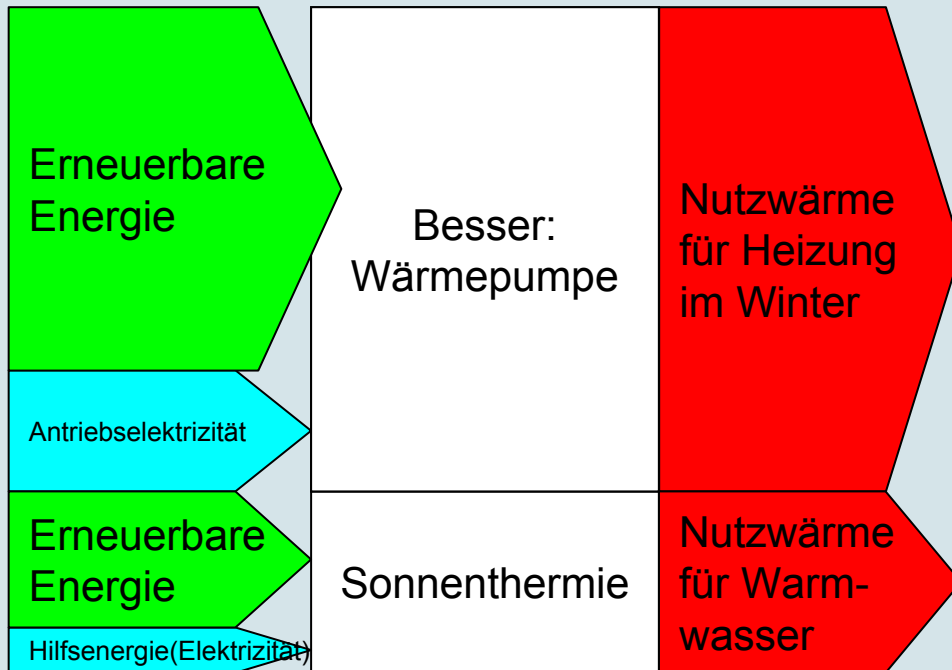 Erneuerbare
Energie
Besser:
Wärmepumpe
Nutzwärme
für Heizung
im Winter
Antriebselektrizität
Erneuerbare
Energie
Sonnenthermie
Nutzwärme
für Warm-
wasser
Hilfsenergie(Elektrizität)